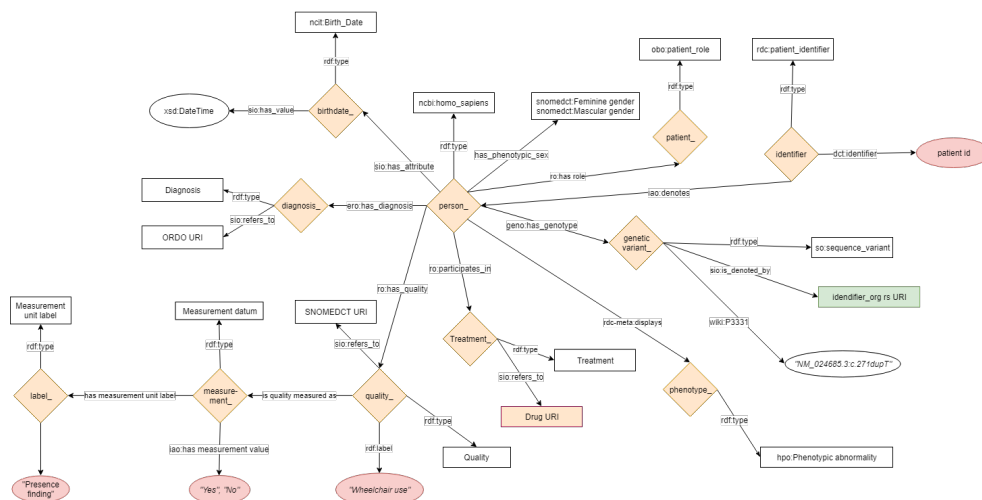 ncit:Birth_Date
rdf:type
xsd:DateTime
sio:has_value
birthdate_
sio:has_attribute
ncbi:homo_sapiens
rdf:type
snomedct:Feminine gender
snomedct:Mascular gender
has_phenotypic_sex
obo:patient_role
rdf:type
patient_
ro:has role
rdc:patient_identifier
rdf:type
identifier
dct:identifier
patient id
iao:denotes
Diagnosis
rdf:type
diagnosis_
ero:has_diagnosis
person_
sio:refers_to
ORDO URI
geno:has_genotype
genetic
variant_
rdf:type
so:sequence_variant
sio:is_denoted_by
idendifier_org rs URI
wiki:P3331
"NM_024685.3:c.271dupT"
ro:participates_in
ro:has_quality
rdc-meta:displays
Measurement
unit label
rdf:type
Measurement datum
rdf:type
SNOMEDCT URI
sio:refers_to
Treatment_
rdf:type
Treatment
sio:refers_to
Drug URI
label_
has measurement unit label
measure-
ment_
is quality measured as
quality_
rdf:type
Quality
phenotype_
rdf:type
hpo:Phenotypic abnormality
iao:has measurement value
rdf:label
"Presence
finding"
"Yes", "No"
"Wheelchair use"